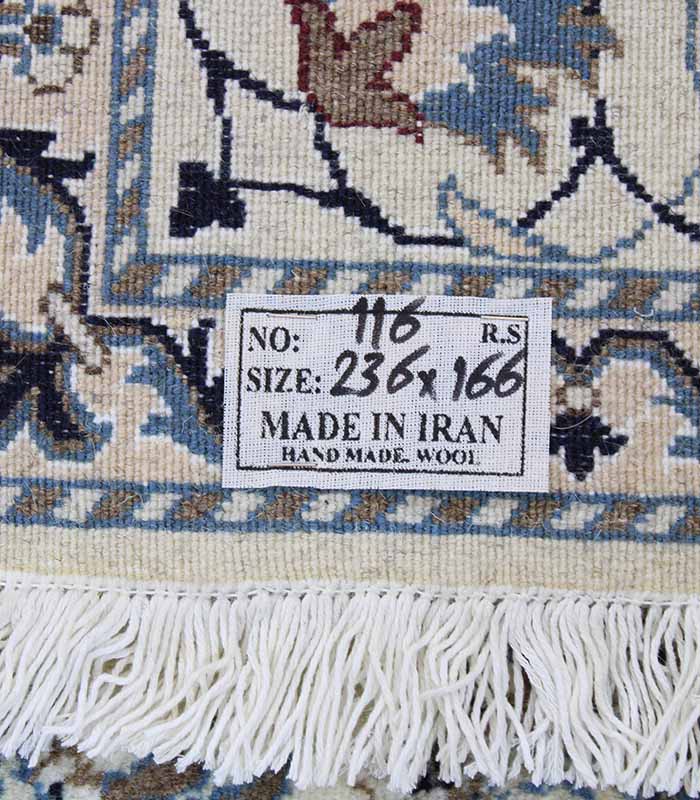 NO: 116 R.S
SIZE: 236x166
MADE IN IRAN
HAND MADE. WOOL